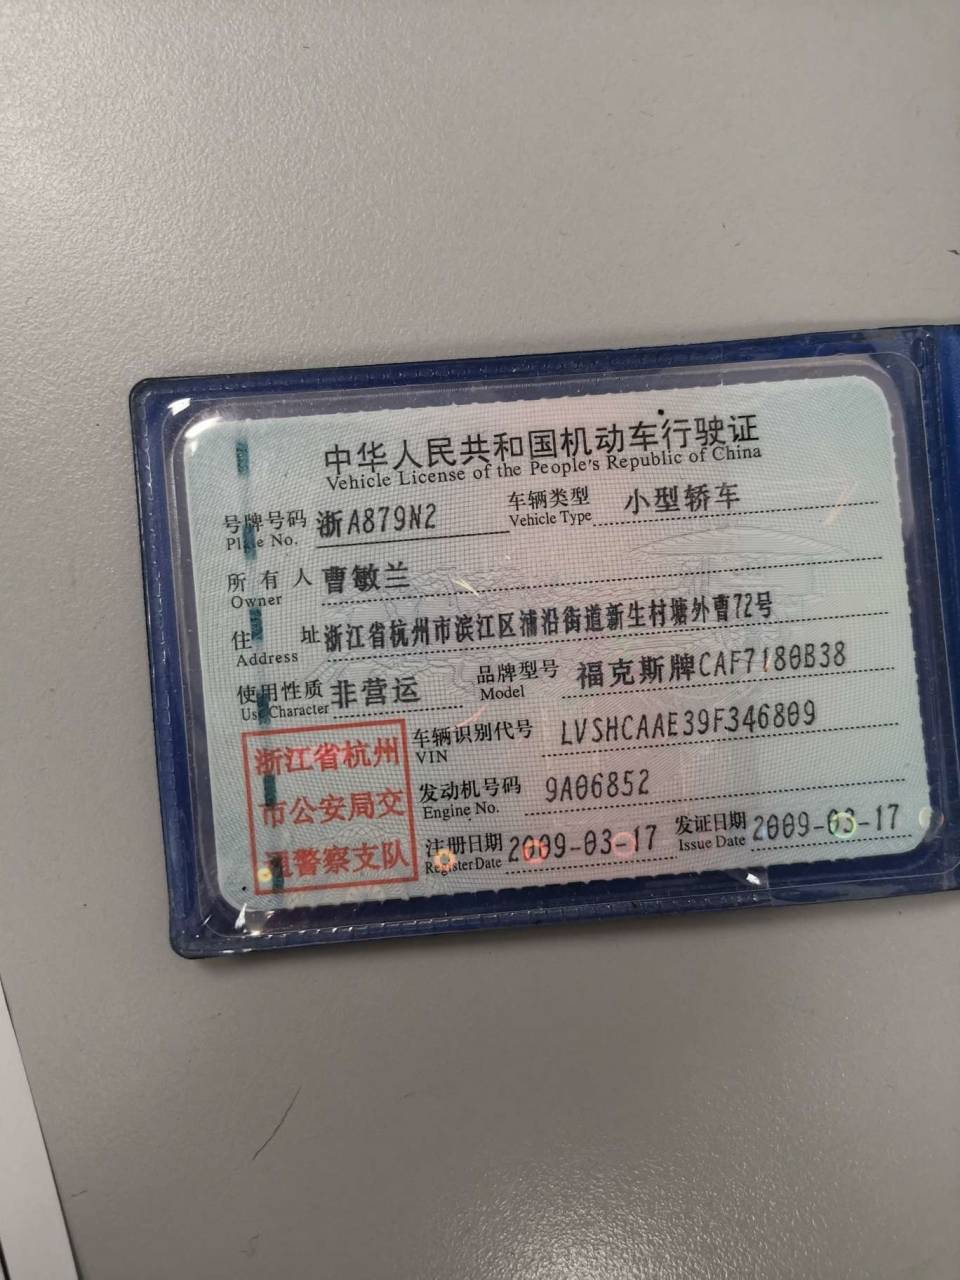 中华人民共和国机动车行驶证
Vehicle License of the People's Republic of China
号牌号码 浙A879N2 车辆类型 小型轿车
Plate No. Vehicle Type
所有人 曹敏兰
Owner
住址 浙江省杭州市滨江区浦沿街道新生村塘外曹72号
Address
使用性质 非营运 品牌型号 福克斯牌CAF7180B38
Use Character Model
车辆识别代号 LVSHCAAE39F346809
VIN
发动机号码 9A06852
Engine No.
注册日期 2009-03-17 发证日期 2009-03-17
Register Date Issue Date
浙江省杭州
市公安局交
通警察支队